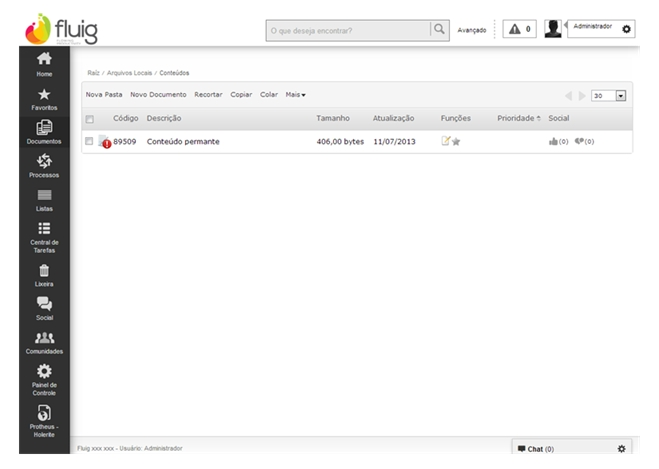 fluig
O que deseja encontrar?
Avançado
0
Administrador
Home
Favoritos
Documentos
Processos
Listas
Central de
Tarefas
Lixeira
Social
Comunidades
Painel de
Controle
Protheus -
Holerite
Raíz / Arquivos Locais / Conteúdos
Nova Pasta Novo Documento Recortar Copiar Colar Mais
30
Código Descrição Tamanho Atualização Funções Prioridade Social
89509 Conteúdo permante 406,00 bytes 11/07/2013 (0) (0)
Fluig xxx xxx - Usuário: Administrador
Chat (0)